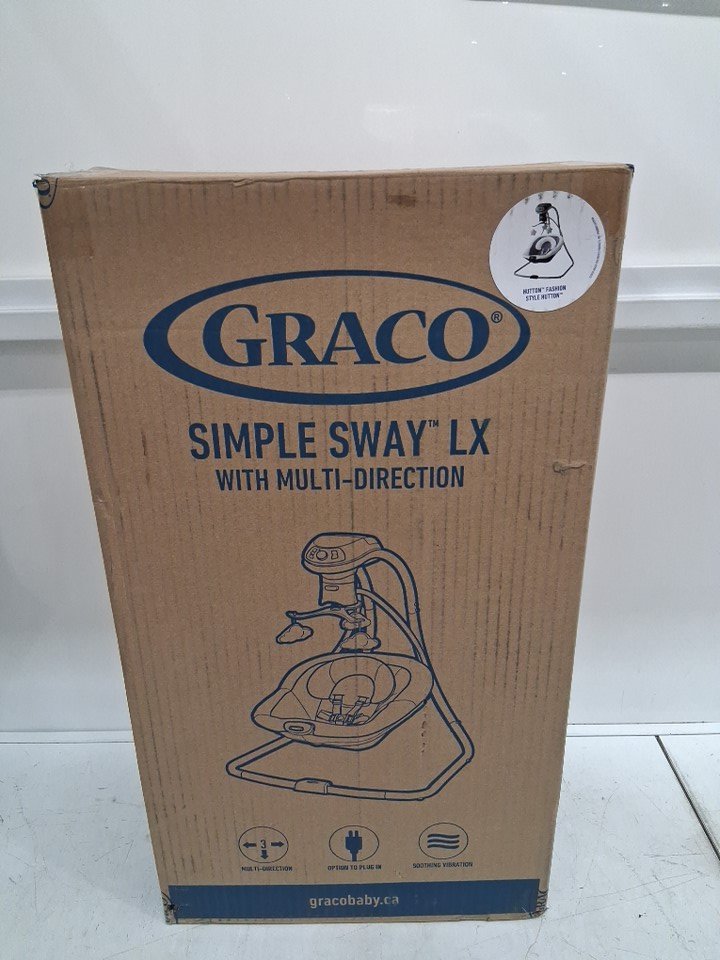 HUTTON™ FASHION
STYLE HUTTON™
GRACO®
SIMPLE SWAY™ LX
WITH MULTI-DIRECTION
3
MULTI-DIRECTION
OPTION TO PLUG IN
SOOTHING VIBRATION
gracobaby.ca